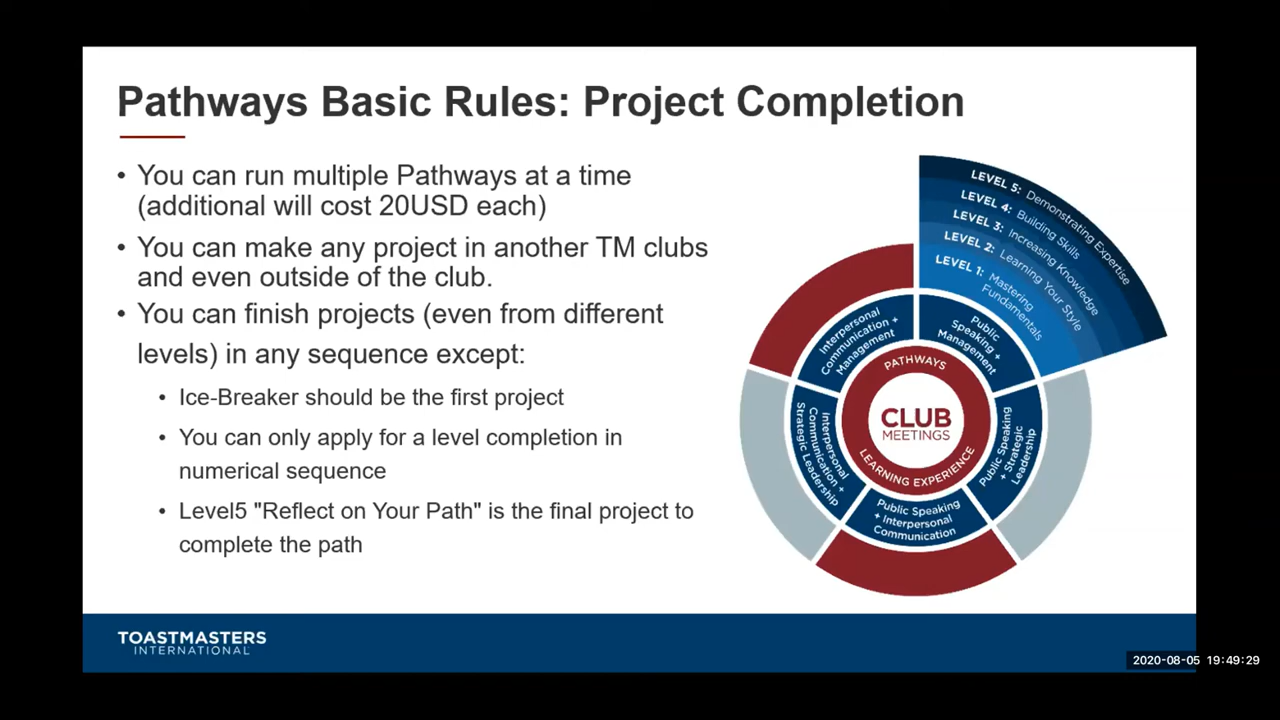 Pathways Basic Rules: Project Completion
• You can run multiple Pathways at a time
(additional will cost 20USD each)
• You can make any project in another TM clubs
and even outside of the club.
• You can finish projects (even from different
levels) in any sequence except:
• Ice-Breaker should be the first project
• You can only apply for a level completion in
numerical sequence
• Level5 "Reflect on Your Path" is the final project to
complete the path
LEVEL 5: Demonstrating Expertise
LEVEL 4: Building Skills
LEVEL 3: Increasing Knowledge
LEVEL 2: Learning Your Style
LEVEL 1: Mastering
Fundamentals
Interpersonal
Communication +
Management
Public
Speaking +
Management
PATHWAYS
CLUB
MEETINGS
LEARNING EXPERIENCE
Interpersonal
Communication +
Strategic Leadership
Public Speaking
+ Strategic
Leadership
Public Speaking
+ Interpersonal
Communication
TOASTMASTERS
INTERNATIONAL
2020-08-05 19:49:29